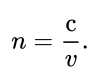 n = c/v.